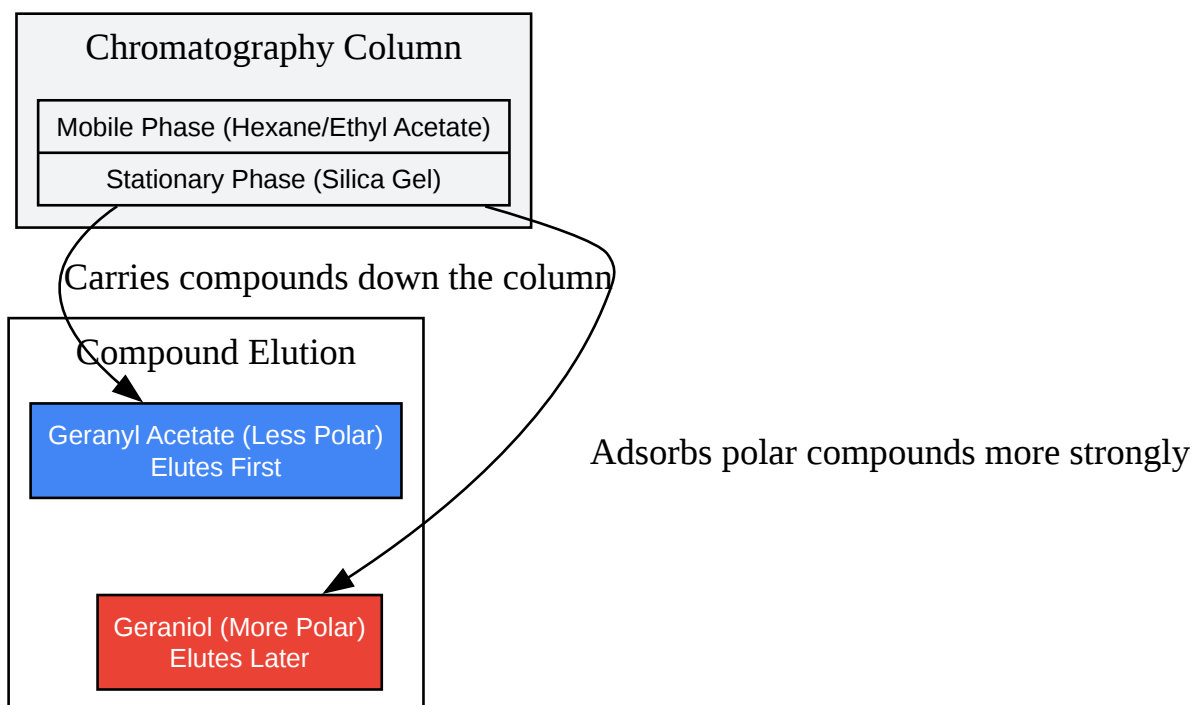 Chromatography Column
Mobile Phase (Hexane/Ethyl Acetate)
Stationary Phase (Silica Gel)
Carries compounds down the column
Compound Elution
Geranyl Acetate (Less Polar)
Elutes First
Adsorbs polar compounds more strongly
Geraniol (More Polar)
Elutes Later